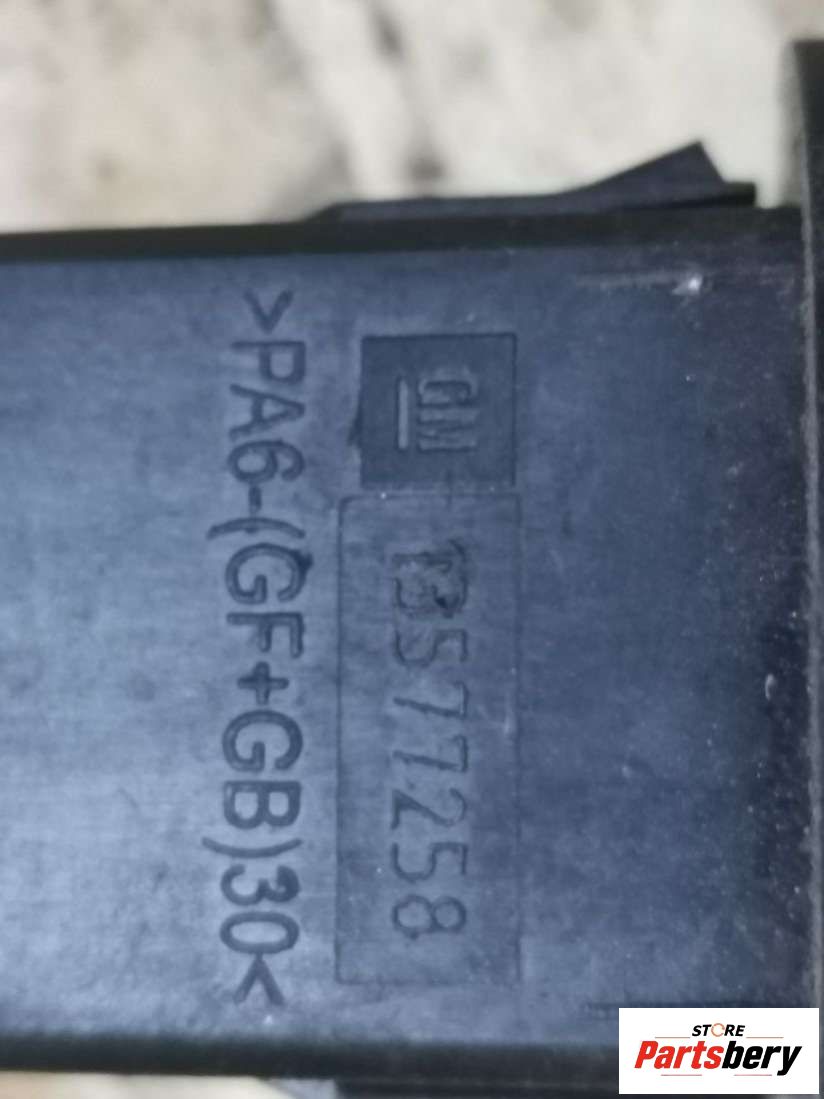 GM
13577258
>PA6-(GF+GB)30<
STORE
Partsbery